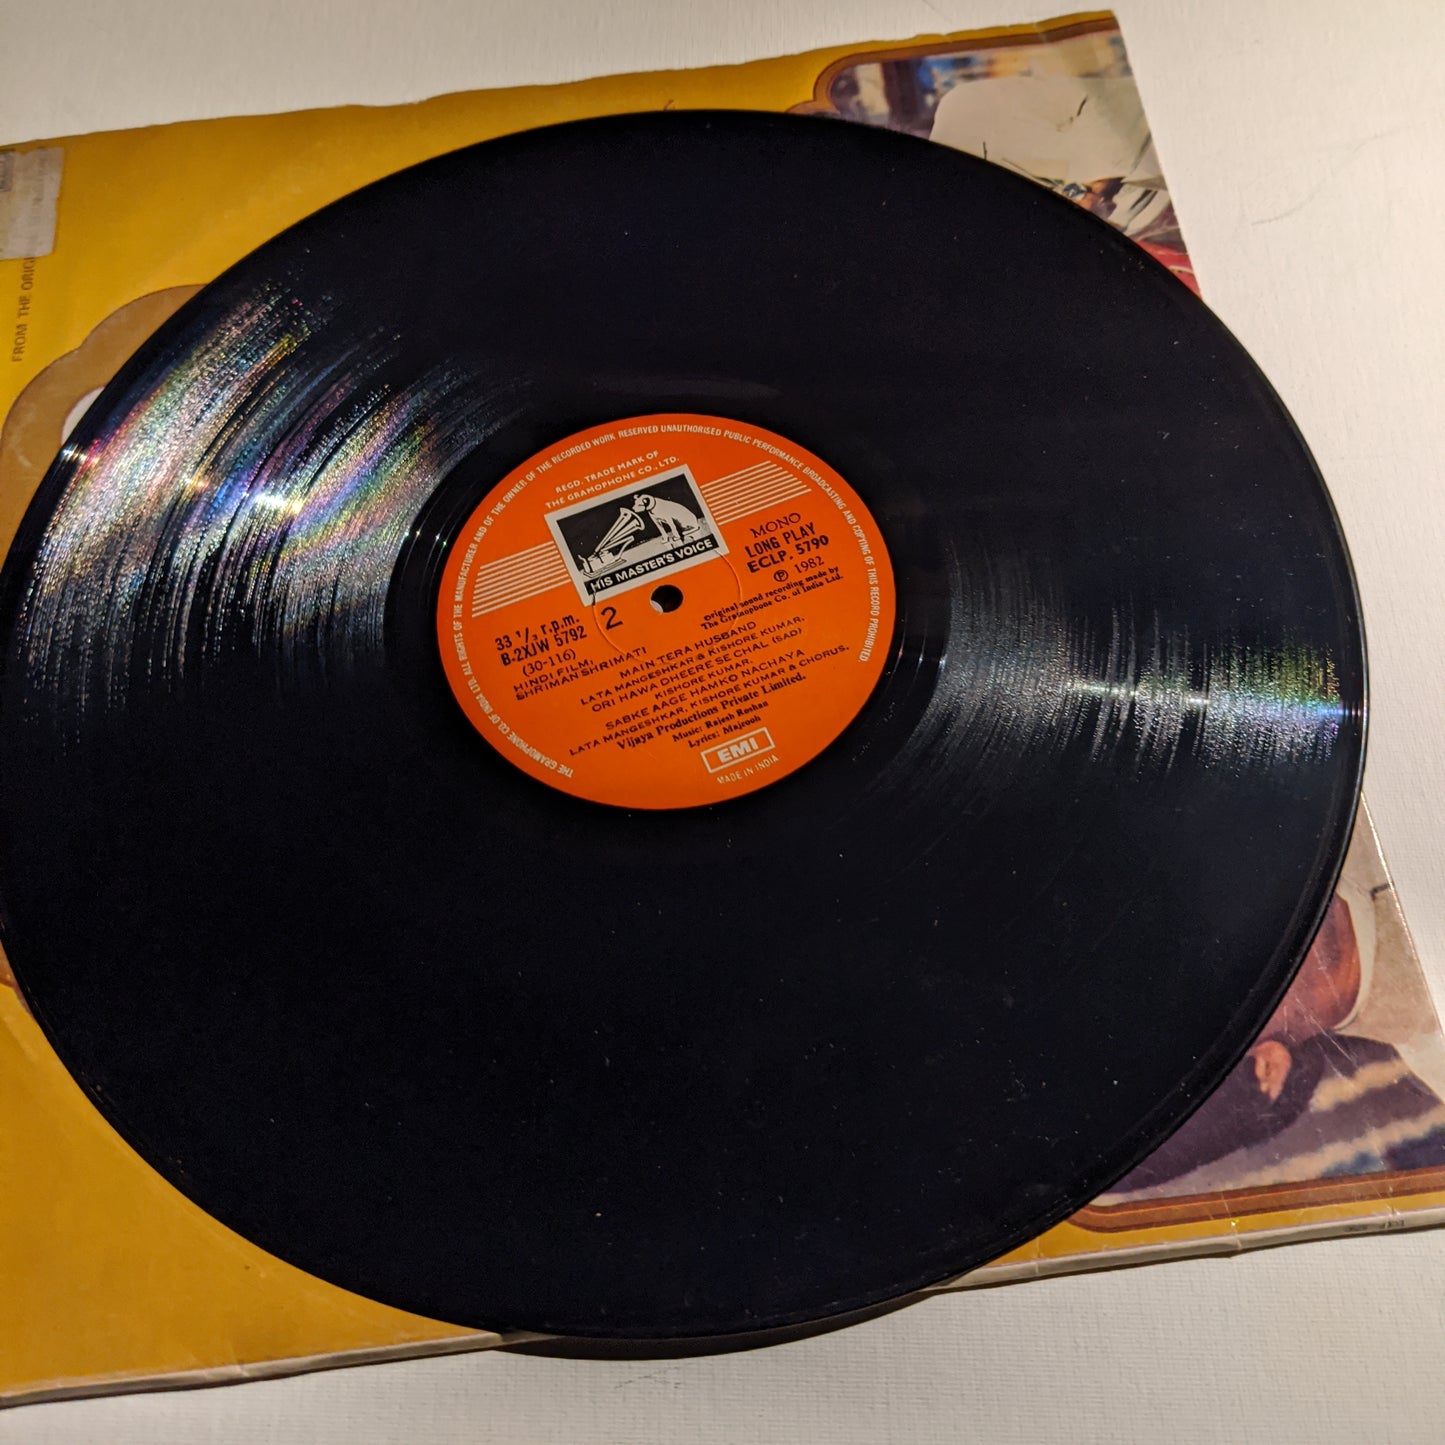 FROM THE ORIGI
THE GRAMOPHONE CO. OF INDIA LTD. ALL RIGHTS OF THE MANUFACTURER AND OF THE OWNER OF THE RECORDED WORK RESERVED UNAUTHORISED PUBLIC PERFORMANCE BROADCASTING AND COPYING OF THIS RECORD PROHIBITED
REGD. TRADE MARK OF
THE GRAMOPHONE CO., LTD.
HIS MASTER'S VOICE
MONO
LONG PLAY
ECLP. 5790
℗ 1982
original sound recording made by
The Gramophone Co. of India Ltd.
33 ¹/₃ r.p.m.
B-2X/W 5792
(30-116)
2
HINDI FILM,
SHRIMAN SHRIMATI
MAIN TERA HUSBAND
LATA MANGESHKAR & KISHORE KUMAR.
ORI HAWA DHEERE SE CHAL (SAD)
KISHORE KUMAR.
SABKE AAGE HAMKO NACHAYA
LATA MANGESHKAR, KISHORE KUMAR & CHORUS.
Vijaya Productions Private Limited.
Music: Rajesh Roshan
Lyrics: Majrooh
EMI
MADE IN INDIA